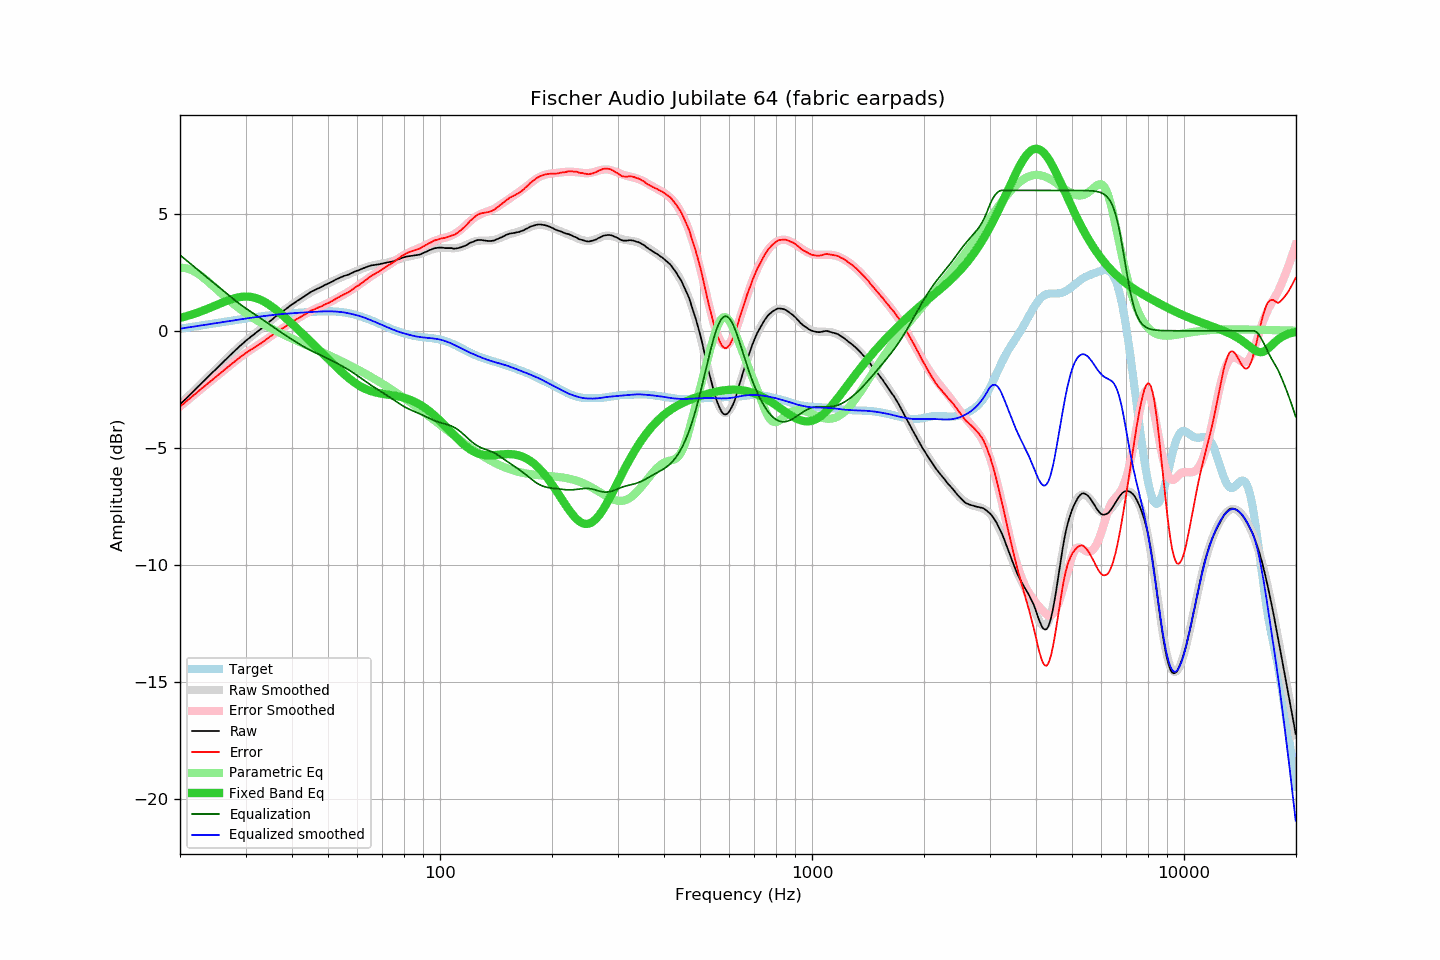 Fischer Audio Jubilate 64 (fabric earpads)
5
0
−5
−10
−15
−20
Amplitude (dBr)
Target
Raw Smoothed
Error Smoothed
Raw
Error
Parametric Eq
Fixed Band Eq
Equalization
Equalized smoothed
100
1000
10000
Frequency (Hz)